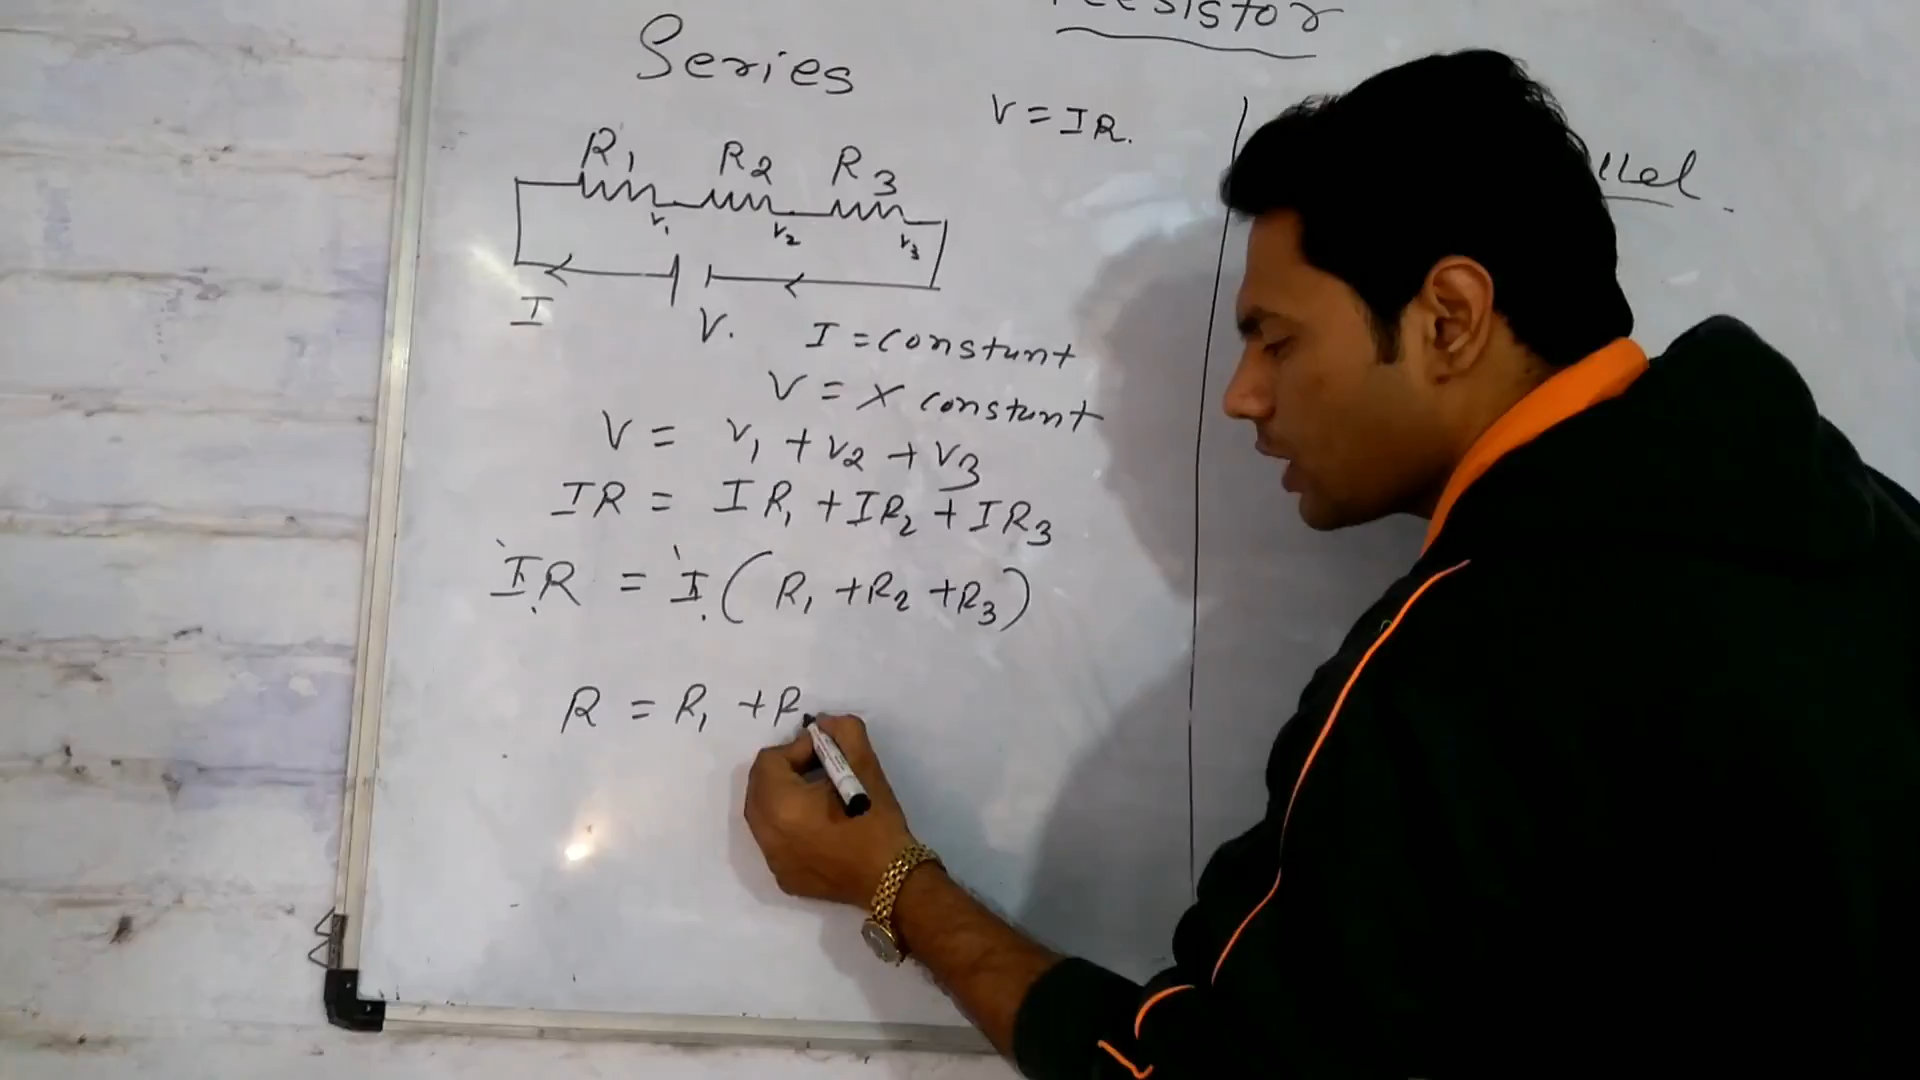 Resistor
Series
V = IR.
R1 R2 R3
V1 V2 V3
I V.
I = constant
V = X constant
V = V1 + V2 + V3
IR = IR1 + IR2 + IR3
IR = I (R1 + R2 + R3)
R = R1 + R